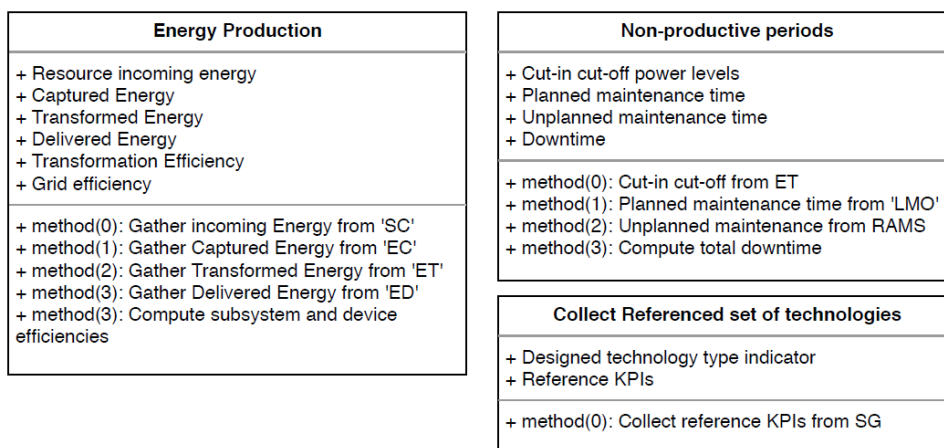 Energy Production
+ Resource incoming energy
+ Captured Energy
+ Transformed Energy
+ Delivered Energy
+ Transformation Efficiency
+ Grid efficiency
+ method(0): Gather incoming Energy from 'SC'
+ method(1): Gather Captured Energy from 'EC'
+ method(2): Gather Transformed Energy from 'ET'
+ method(3): Gather Delivered Energy from 'ED'
+ method(3): Compute subsystem and device
efficiencies
Non-productive periods
+ Cut-in cut-off power levels
+ Planned maintenance time
+ Unplanned maintenance time
+ Downtime
+ method(0): Cut-in cut-off from ET
+ method(1): Planned maintenance time from 'LMO'
+ method(2): Unplanned maintenance from RAMS
+ method(3): Compute total downtime
Collect Referenced set of technologies
+ Designed technology type indicator
+ Reference KPIs
+ method(0): Collect reference KPIs from SG